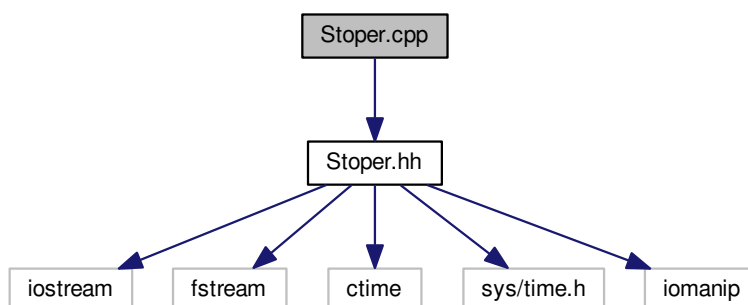 Stoper.cpp
Stoper.hh
iostream
fstream
ctime
sys/time.h
iomanip